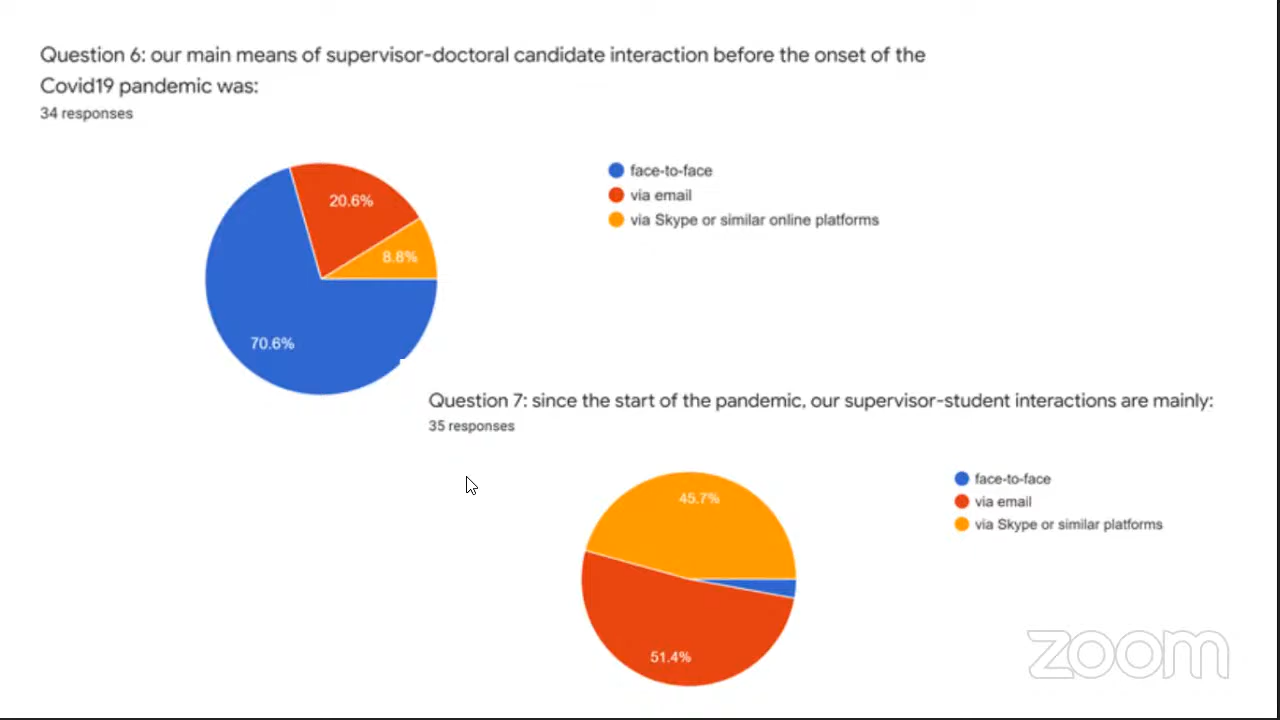 Question 6: our main means of supervisor-doctoral candidate interaction before the onset of the
Covid19 pandemic was:
34 responses
face-to-face
via email
via Skype or similar online platforms
20.6%
8.8%
70.6%
Question 7: since the start of the pandemic, our supervisor-student interactions are mainly:
35 responses
face-to-face
via email
via Skype or similar platforms
45.7%
51.4%
zoom